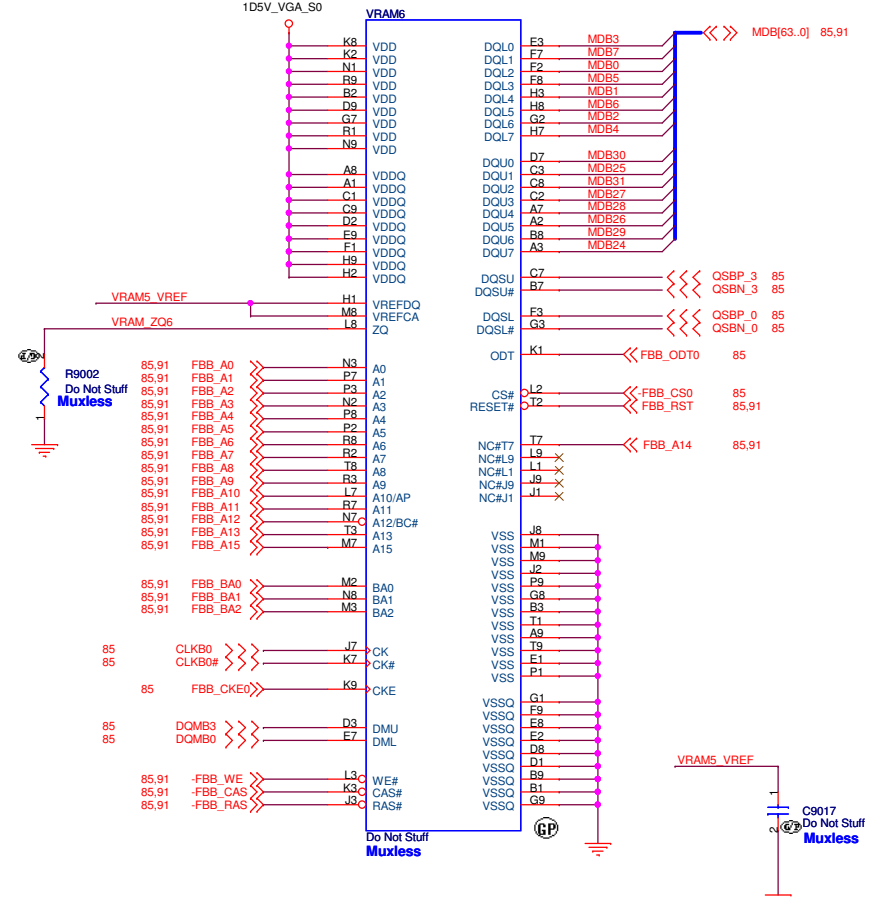 1D5V_VGA_S0
VRAM6
K8 VDD
K2 VDD
N1 VDD
R9 VDD
B2 VDD
D9 VDD
G7 VDD
R1 VDD
N9 VDD
A8 VDDQ
A1 VDDQ
C1 VDDQ
C9 VDDQ
D2 VDDQ
E9 VDDQ
F1 VDDQ
H9 VDDQ
H2 VDDQ
VRAM5_VREF H1 VREFDQ
M8 VREFCA
VRAM_ZQ6 L8 ZQ
2
R9002
Do Not Stuff
Muxless
1
85,91 FBB_A0 N3 A0
85,91 FBB_A1 P7 A1
85,91 FBB_A2 P3 A2
85,91 FBB_A3 N2 A3
85,91 FBB_A4 P8 A4
85,91 FBB_A5 P2 A5
85,91 FBB_A6 R8 A6
85,91 FBB_A7 R2 A7
85,91 FBB_A8 T8 A8
85,91 FBB_A9 R3 A9
85,91 FBB_A10 L7 A10/AP
85,91 FBB_A11 R7 A11
85,91 FBB_A12 N7 A12/BC#
85,91 FBB_A13 T3 A13
85,91 FBB_A15 M7 A15
85,91 FBB_BA0 M2 BA0
85,91 FBB_BA1 N8 BA1
85,91 FBB_BA2 M3 BA2
85 CLKB0 J7 CK
85 CLKB0# K7 CK#
85 FBB_CKE0 K9 CKE
85 DQMB3 D3 DMU
85 DQMB0 E7 DML
85,91 -FBB_WE L3 WE#
85,91 -FBB_CAS K3 CAS#
85,91 -FBB_RAS J3 RAS#
DQL0 E3 MDB3
DQL1 F7 MDB7
DQL2 F2 MDB0
DQL3 F8 MDB5
DQL4 H3 MDB1
DQL5 H8 MDB6
DQL6 G2 MDB2
DQL7 H7 MDB4
MDB[63..0] 85,91
DQU0 D7 MDB30
DQU1 C3 MDB25
DQU2 C8 MDB31
DQU3 C2 MDB27
DQU4 A7 MDB28
DQU5 A2 MDB26
DQU6 B8 MDB29
DQU7 A3 MDB24
DQSU C7 QSBP_3 85
DQSU# B7 QSBN_3 85
DQSL F3 QSBP_0 85
DQSL# G3 QSBN_0 85
ODT K1 FBB_ODT0 85
CS# L2 -FBB_CS0 85
RESET# T2 FBB_RST 85,91
NC#T7 T7 FBB_A14 85,91
NC#L9 L9
NC#L1 L1
NC#J9 J9
NC#J1 J1
VSS J8
VSS M1
VSS M9
VSS J2
VSS P9
VSS G8
VSS B3
VSS T1
VSS A9
VSS T9
VSS E1
VSS P1
VSSQ G1
VSSQ F9
VSSQ E8
VSSQ E2
VSSQ D8
VSSQ D1
VSSQ B9
VSSQ B1
VSSQ G9
Do Not Stuff
Muxless
GP
VRAM5_VREF
1
C9017
2 Do Not Stuff
Muxless